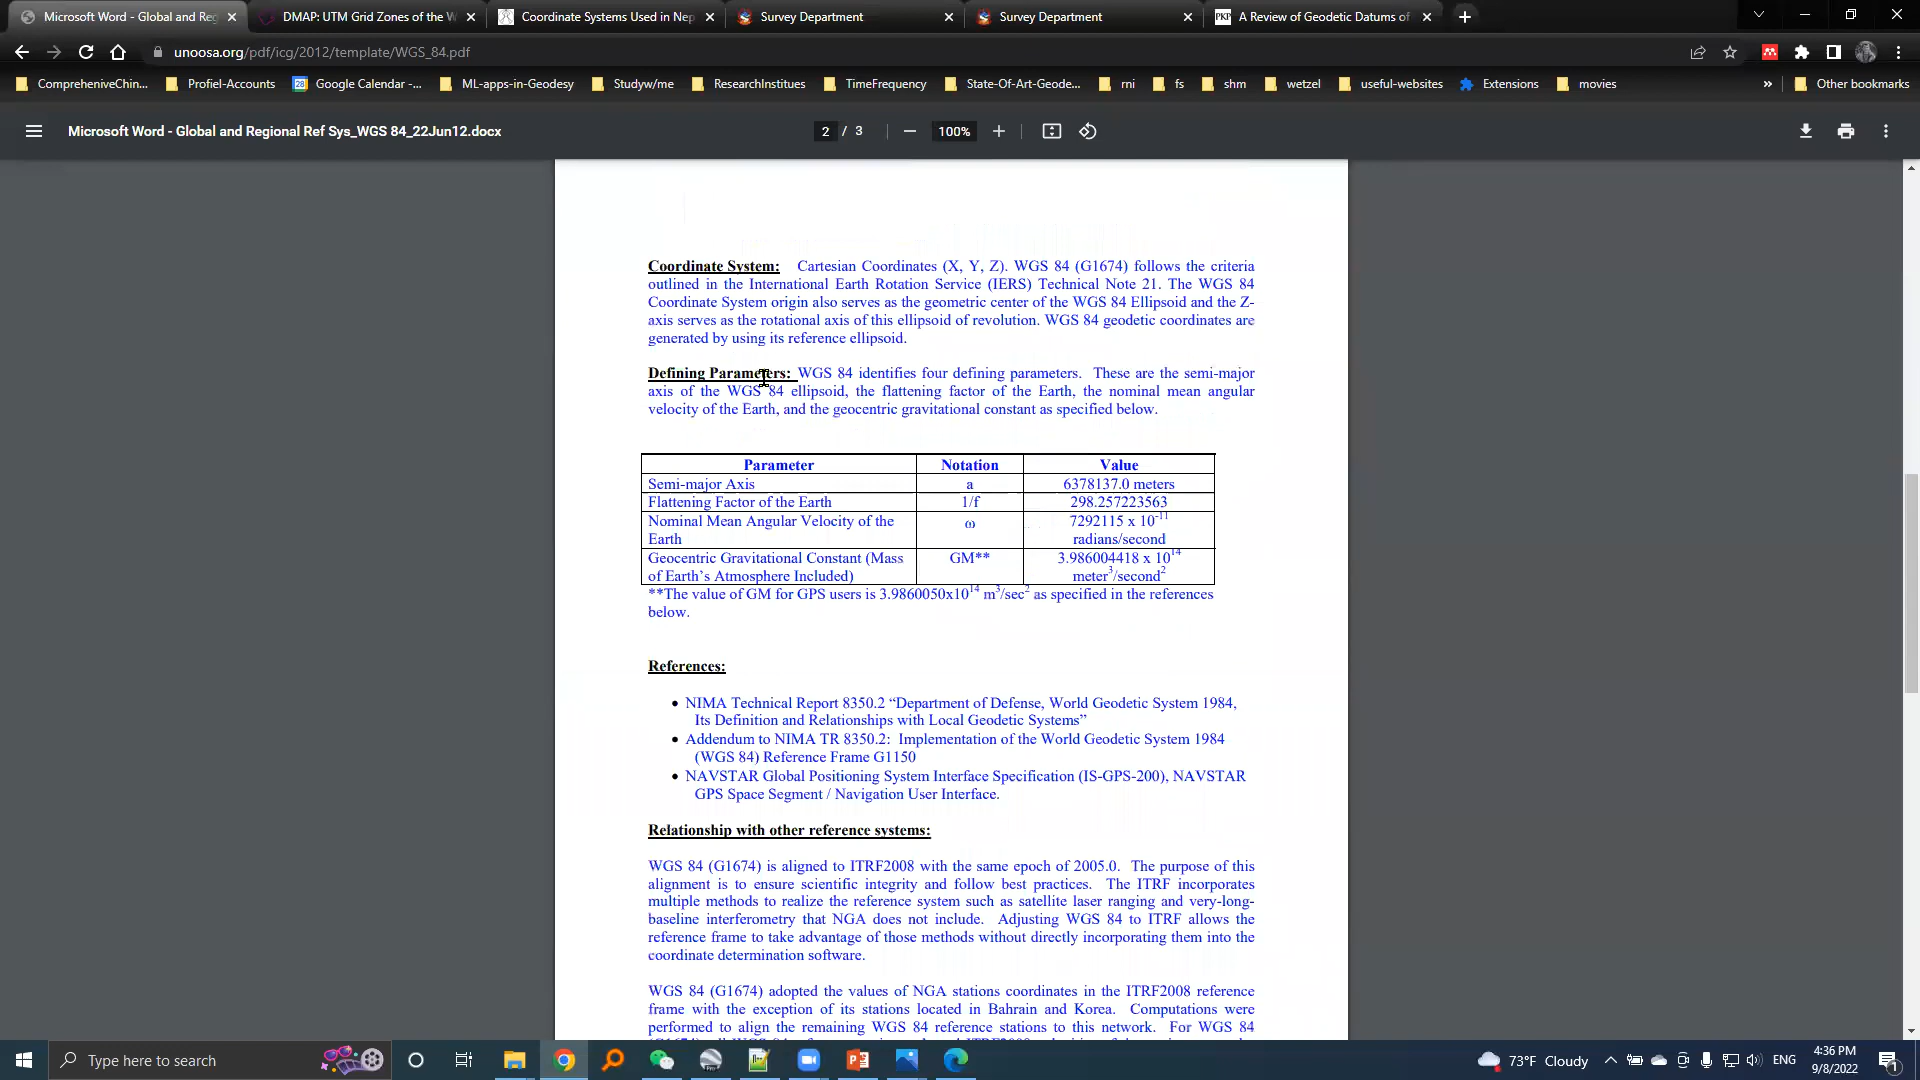 Microsoft Word - Global and Reg
DMAP: UTM Grid Zones of the W
Coordinate Systems Used in Nep
Survey Department
Survey Department
PKP
A Review of Geodetic Datums of
unoosa.org/pdf/icg/2012/template/WGS_84.pdf
CompreheniveChin...
Profiel-Accounts
28
Google Calendar -...
ML-apps-in-Geodesy
Studyw/me
ResearchInstitues
TimeFrequency
State-Of-Art-Geode...
rni
fs
shm
wetzel
useful-websites
Extensions
movies
»
Other bookmarks
Microsoft Word - Global and Regional Ref Sys_WGS 84_22Jun12.docx
2 / 3
100%
Coordinate System: Cartesian Coordinates (X, Y, Z). WGS 84 (G1674) follows the criteria
outlined in the International Earth Rotation Service (IERS) Technical Note 21. The WGS 84
Coordinate System origin also serves as the geometric center of the WGS 84 Ellipsoid and the Z-
axis serves as the rotational axis of this ellipsoid of revolution. WGS 84 geodetic coordinates are
generated by using its reference ellipsoid.
Defining Parameters: WGS 84 identifies four defining parameters. These are the semi-major
axis of the WGS 84 ellipsoid, the flattening factor of the Earth, the nominal mean angular
velocity of the Earth, and the geocentric gravitational constant as specified below.
Parameter Notation Value
Semi-major Axis a 6378137.0 meters
Flattening Factor of the Earth 1/f 298.257223563
Nominal Mean Angular Velocity of the Earth ω 7292115 x 10⁻¹¹ radians/second
Geocentric Gravitational Constant (Mass of Earth's Atmosphere Included) GM** 3.986004418 x 10¹⁴ meter³/second²
**The value of GM for GPS users is 3.9860050x10¹⁴ m³/sec² as specified in the references
below.
References:
• NIMA Technical Report 8350.2 “Department of Defense, World Geodetic System 1984,
Its Definition and Relationships with Local Geodetic Systems”
• Addendum to NIMA TR 8350.2: Implementation of the World Geodetic System 1984
(WGS 84) Reference Frame G1150
• NAVSTAR Global Positioning System Interface Specification (IS-GPS-200), NAVSTAR
GPS Space Segment / Navigation User Interface.
Relationship with other reference systems:
WGS 84 (G1674) is aligned to ITRF2008 with the same epoch of 2005.0. The purpose of this
alignment is to ensure scientific integrity and follow best practices. The ITRF incorporates
multiple methods to realize the reference system such as satellite laser ranging and very-long-
baseline interferometry that NGA does not include. Adjusting WGS 84 to ITRF allows the
reference frame to take advantage of those methods without directly incorporating them into the
coordinate determination software.
WGS 84 (G1674) adopted the values of NGA stations coordinates in the ITRF2008 reference
frame with the exception of its stations located in Bahrain and Korea. Computations were
performed to align the remaining WGS 84 reference stations to this network. For WGS 84
Type here to search
73°F Cloudy
ENG
4:36 PM
9/8/2022
1